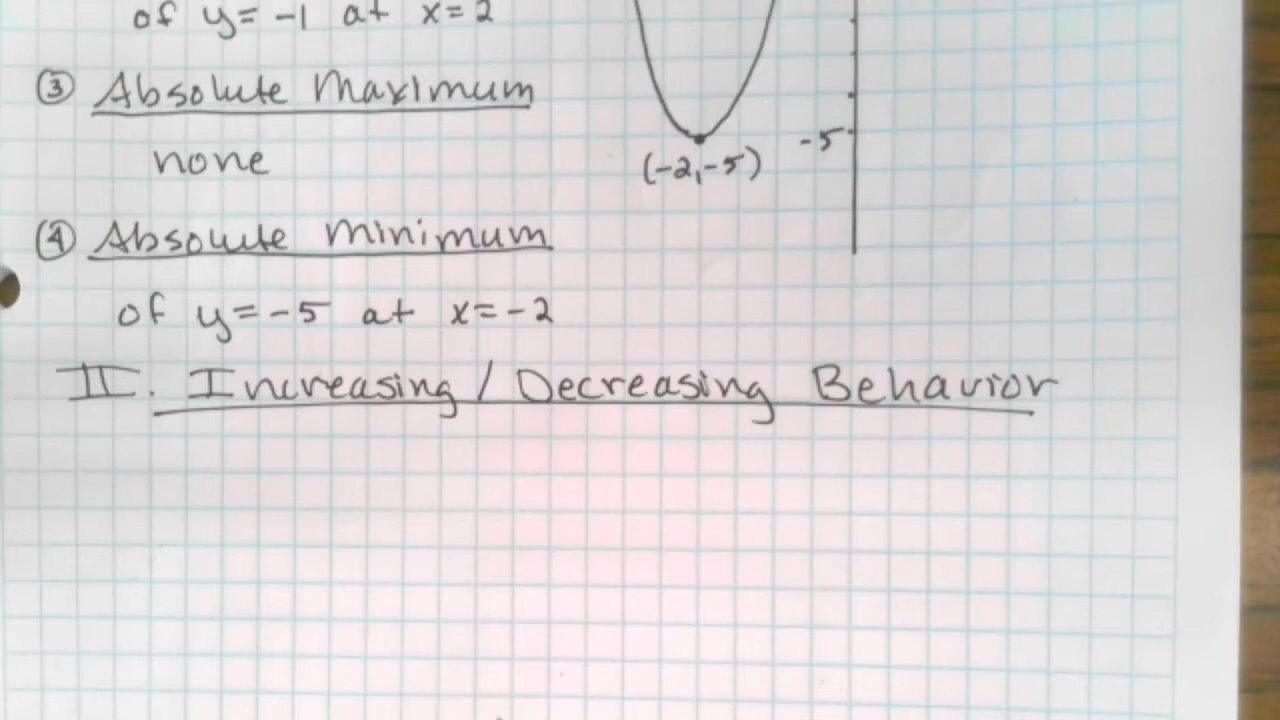 of y=-1 at x=2
③ Absolute Maximum
none
-5
(-2,-5)
④ Absolute Minimum
of y=-5 at x=-2
II. Increasing/Decreasing Behavior